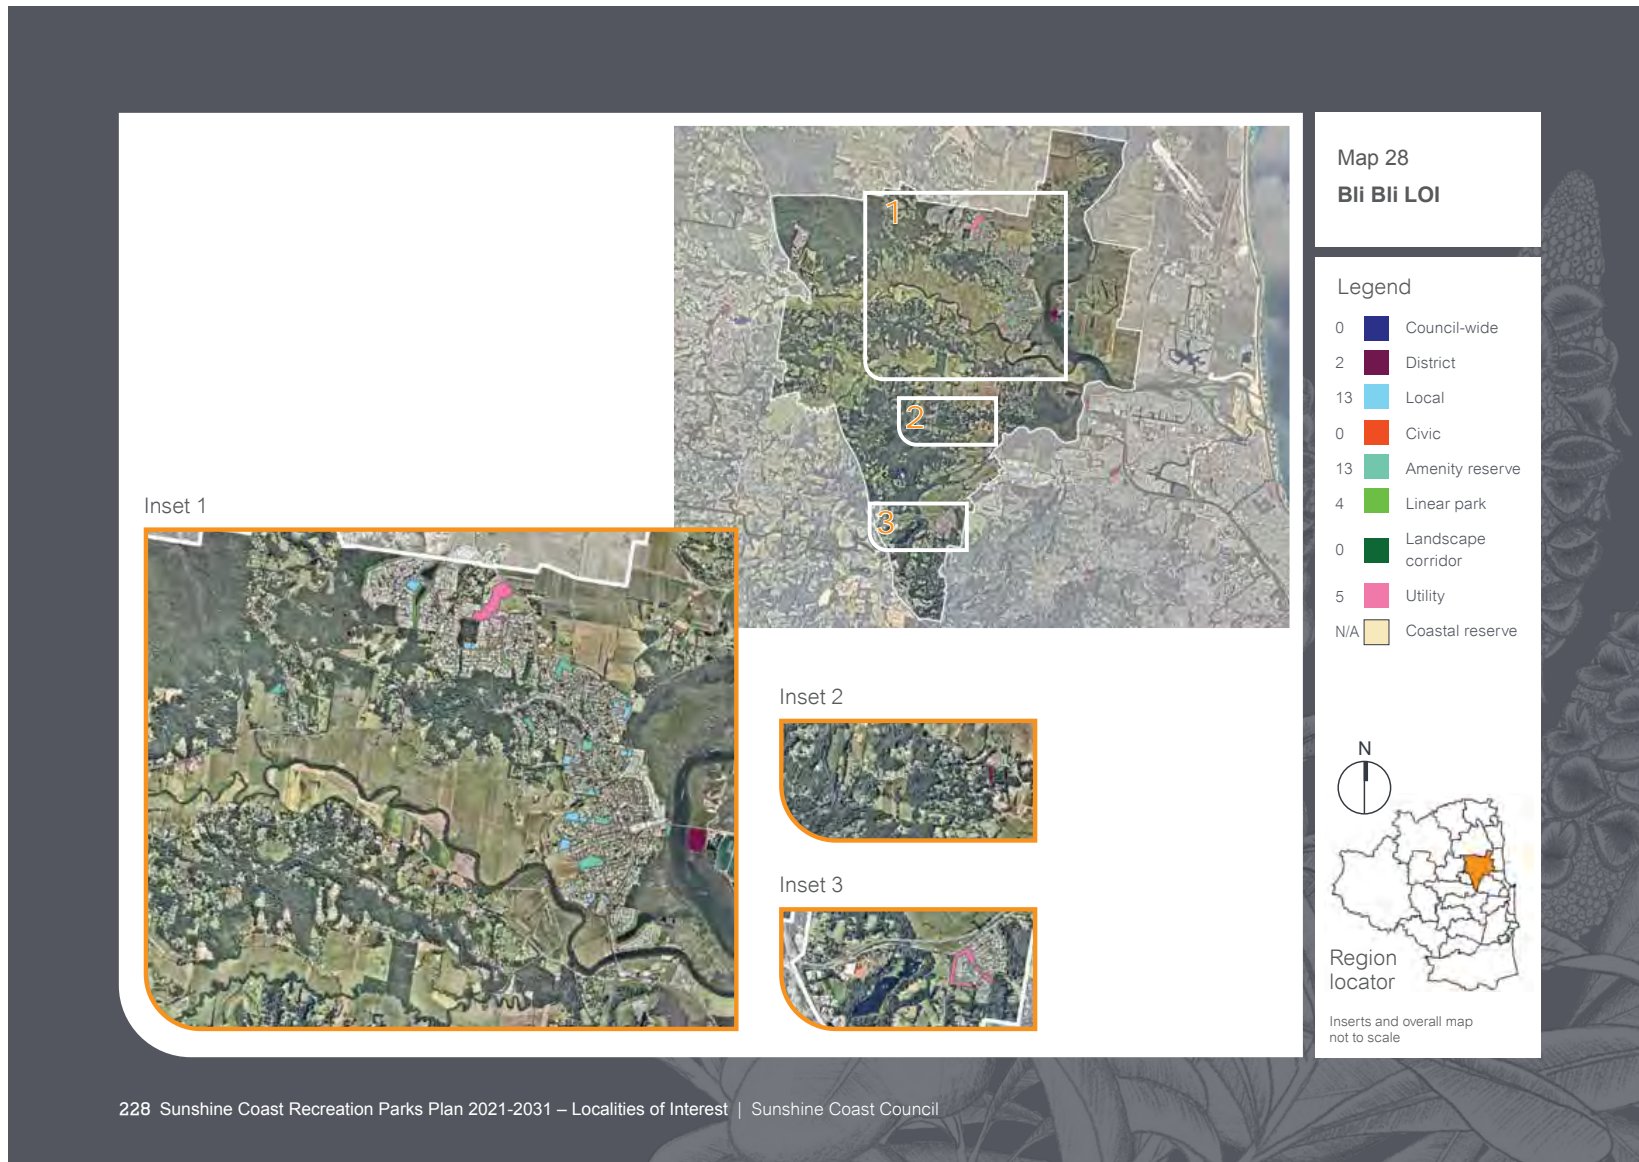 Map 28
Bli Bli LOI
Legend
0 Council-wide
2 District
13 Local
0 Civic
13 Amenity reserve
4 Linear park
0 Landscape
corridor
5 Utility
N/A Coastal reserve
N
Region
locator
Inserts and overall map
not to scale
1
2
3
Inset 1
Inset 2
Inset 3
228 Sunshine Coast Recreation Parks Plan 2021-2031 – Localities of Interest | Sunshine Coast Council